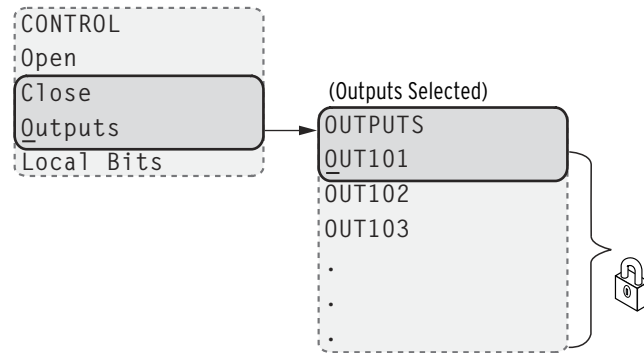 CONTROL
Open
Close
Outputs
Local Bits
(Outputs Selected)
OUTPUTS
OUT101
OUT102
OUT103
.
.
.